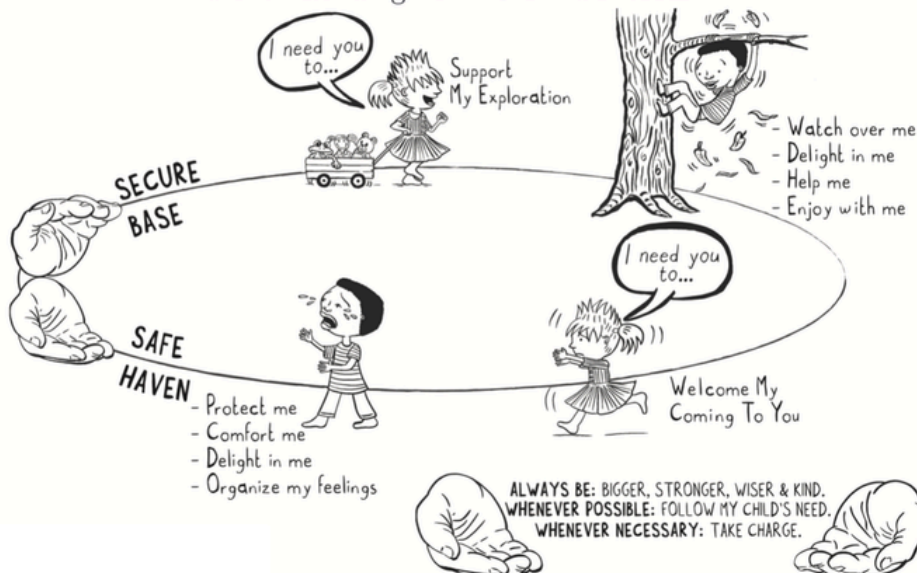 I need you
to...
Support
My Exploration
- Watch over me
- Delight in me
- Help me
- Enjoy with me
SECURE
BASE
I need you
to...
SAFE
HAVEN
- Protect me
- Comfort me
- Delight in me
- Organize my feelings
Welcome My
Coming To You
ALWAYS BE: BIGGER, STRONGER, WISER & KIND.
WHENEVER POSSIBLE: FOLLOW MY CHILD'S NEED.
WHENEVER NECESSARY: TAKE CHARGE.